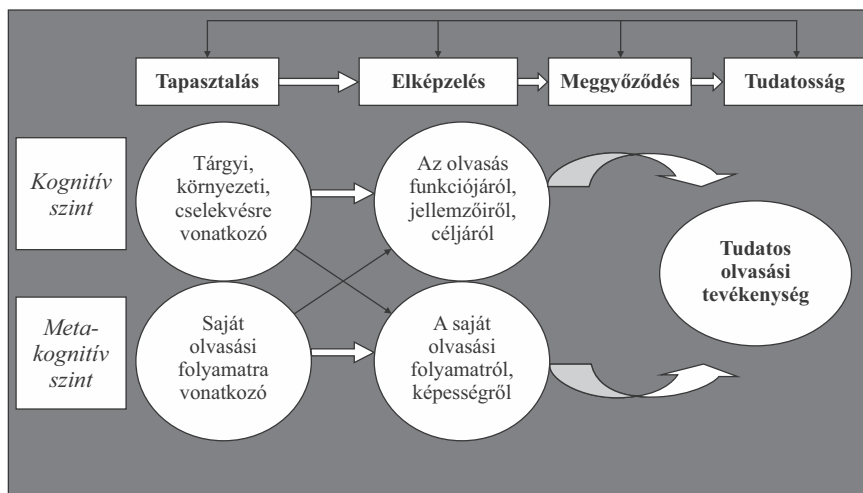 Tapasztalás
Elképzelés
Meggyőződés
Tudatosság
Kognitív
szint
Tárgyi,
környezeti,
cselekvésre
vonatkozó
Az olvasás
funkciójáról,
jellemzőiről,
céljáról
Tudatos
olvasási
tevékenység
Meta-
kognitív
szint
Saját
olvasási
folyamatra
vonatkozó
A saját
olvasási
folyamatról,
képességről